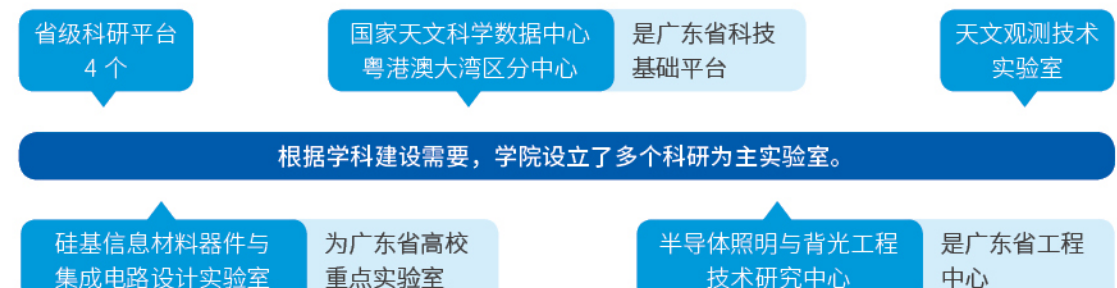 省级科研平台
4 个
国家天文科学数据中心
粤港澳大湾区分中心
是广东省科技
基础平台
天文观测技术
实验室
根据学科建设需要，学院设立了多个科研为主实验室。
硅基信息材料器件与
集成电路设计实验室
为广东省高校
重点实验室
半导体照明与背光工程
技术研究中心
是广东省工程
中心